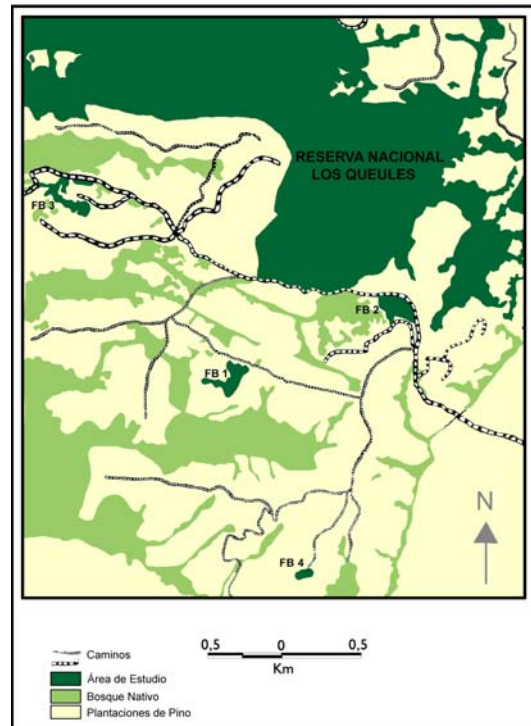 RESERVA NACIONAL
LOS QUEULES
FB 3
FB 2
FB 1
N
FB 4
Caminos
Área de Estudio
Bosque Nativo
Plantaciones de Pino
0,5 0 0,5
Km